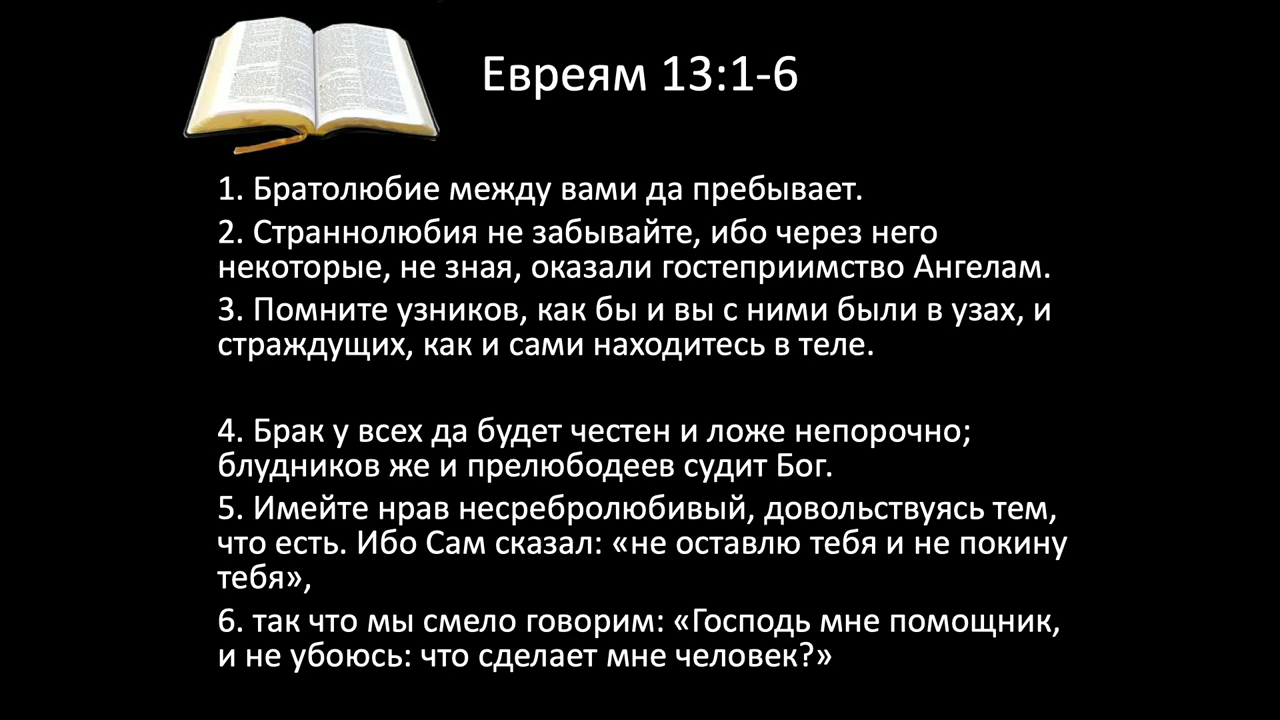 Евреям 13:1-6
1. Братолюбие между вами да пребывает.
2. Страннолюбия не забывайте, ибо через него
некоторые, не зная, оказали гостеприимство Ангелам.
3. Помните узников, как бы и вы с ними были в узах, и
страждущих, как и сами находитесь в теле.
4. Брак у всех да будет честен и ложе непорочно;
блудников же и прелюбодеев судит Бог.
5. Имейте нрав несребролюбивый, довольствуясь тем,
что есть. Ибо Сам сказал: «не оставлю тебя и не покину
тебя»,
6. так что мы смело говорим: «Господь мне помощник,
и не убоюсь: что сделает мне человек?»